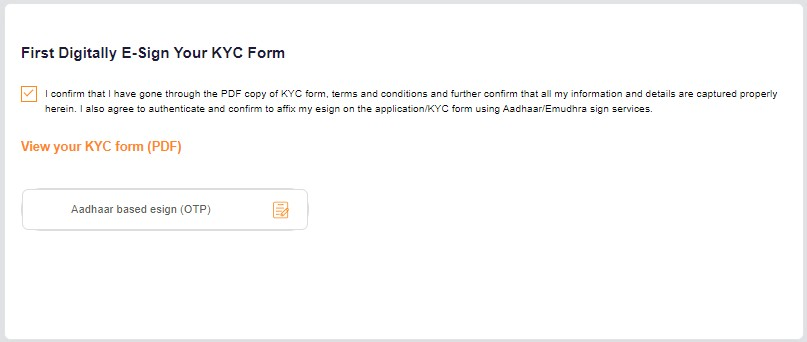 First Digitally E-Sign Your KYC Form
I confirm that I have gone through the PDF copy of KYC form, terms and conditions and further confirm that all my information and details are captured properly
herein. I also agree to authenticate and confirm to affix my esign on the application/KYC form using Aadhaar/Emudhra sign services.
View your KYC form (PDF)
Aadhaar based esign (OTP)